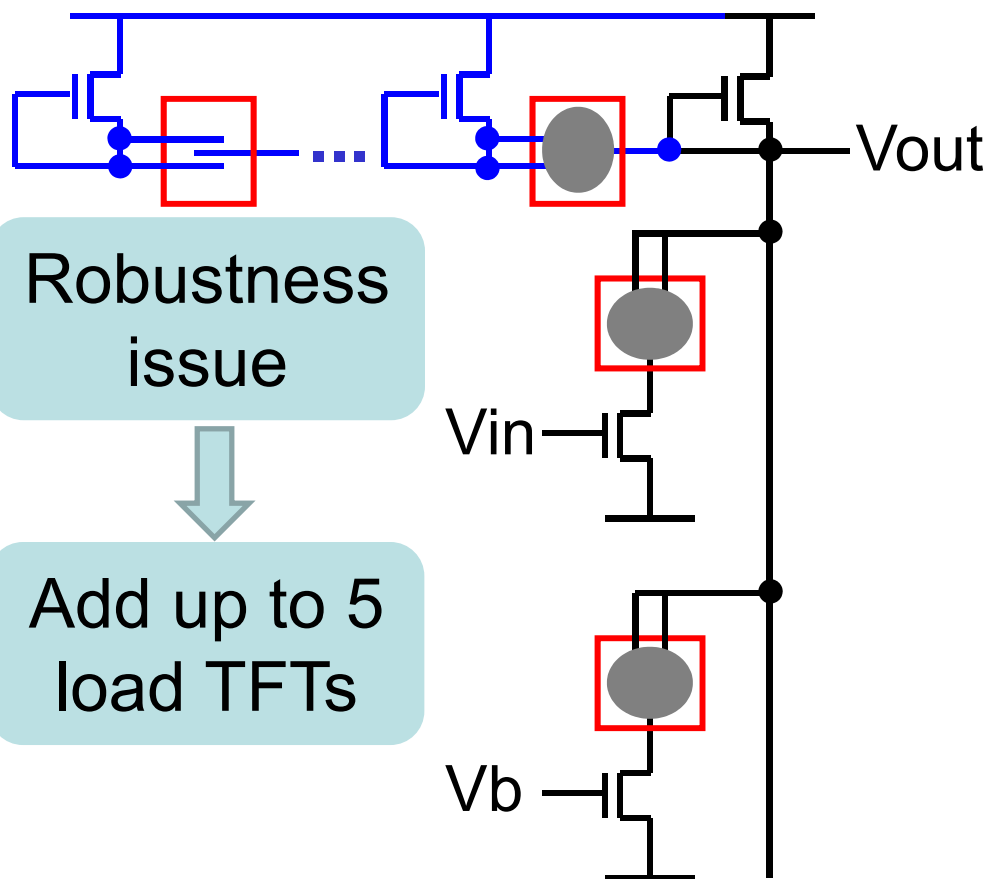 Vout
Robustness
issue
Vin
Add up to 5
load TFTs
Vb